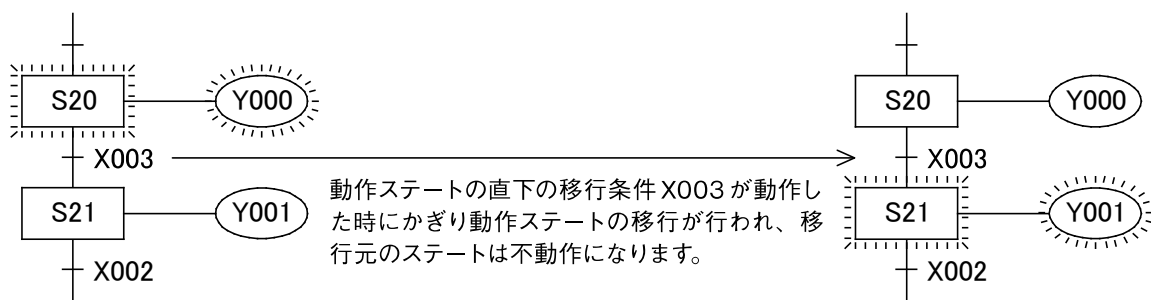 S20
Y000
X003
S21
Y001
X002
動作ステートの直下の移行条件X003が動作し
た時にかぎり動作ステートの移行が行われ、移
行元のステートは不動作になります。
S20
Y000
X003
S21
Y001
X002